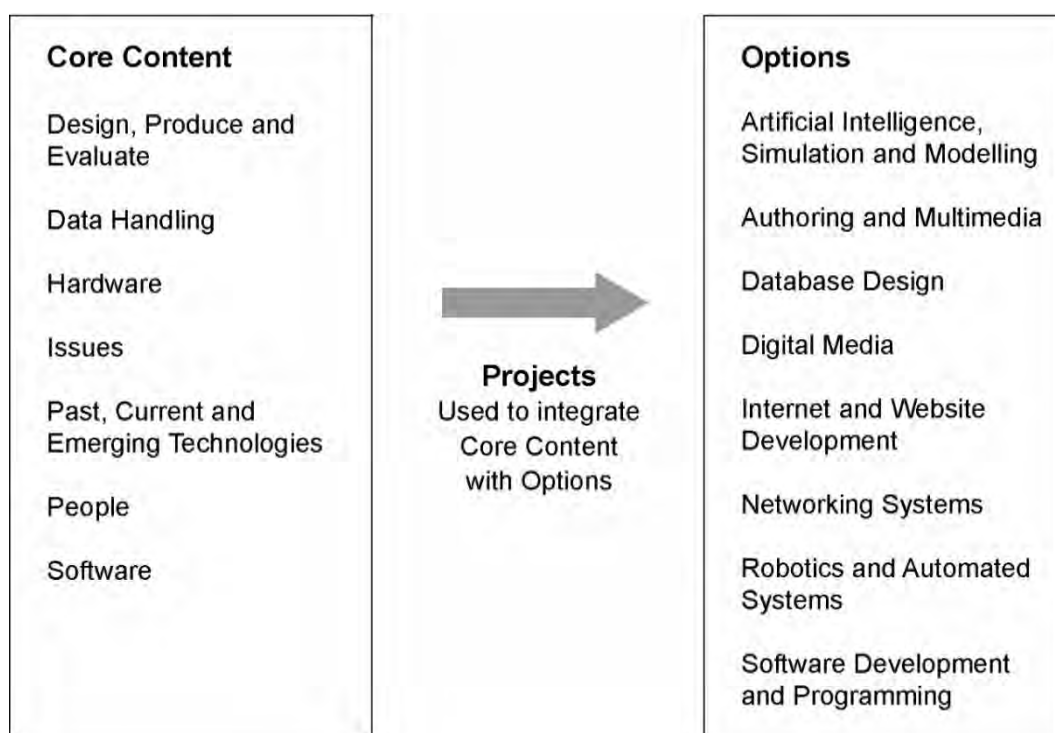 Core Content
Design, Produce and
Evaluate
Data Handling
Hardware
Issues
Past, Current and
Emerging Technologies
People
Software
Projects
Used to integrate
Core Content
with Options
Options
Artificial Intelligence,
Simulation and Modelling
Authoring and Multimedia
Database Design
Digital Media
Internet and Website
Development
Networking Systems
Robotics and Automated
Systems
Software Development
and Programming